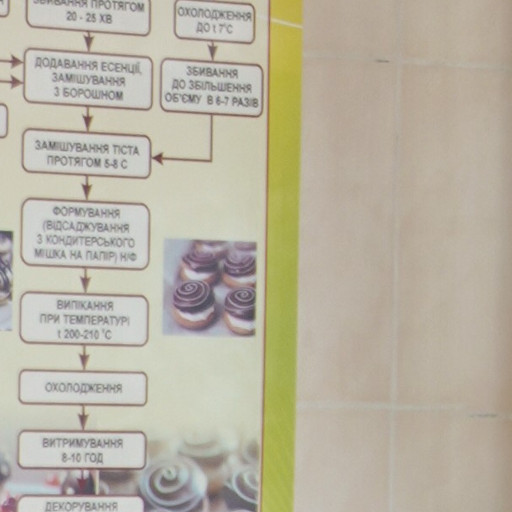 ЗБИВАННЯ ПРОТЯГОМ
20 - 25 ХВ
ОХОЛОДЖЕННЯ
ДО t 7°С
ДОДАВАННЯ ЕСЕНЦІЇ,
ЗАМІШУВАННЯ
З БОРОШНОМ
ЗБИВАННЯ
ДО ЗБІЛЬШЕННЯ
ОБ'ЄМУ В 6-7 РАЗІВ
ЗАМІШУВАННЯ ТІСТА
ПРОТЯГОМ 5-8 С
ФОРМУВАННЯ
(ВІДСАДЖУВАННЯ
З КОНДИТЕРСЬКОГО
МІШКА НА ПАПІР) Н/Ф
ВИПІКАННЯ
ПРИ ТЕМПЕРАТУРІ
t 200-210 °С
ОХОЛОДЖЕННЯ
ВИТРИМУВАННЯ
8-10 ГОД
ДЕКОРУВАННЯ